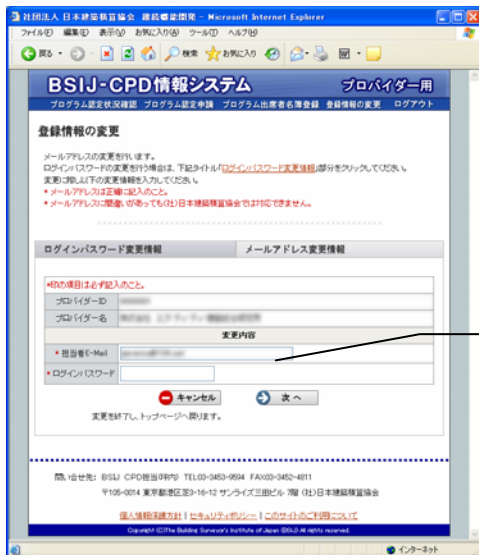 社団法人 日本建築積算協会 継続能力開発 - Microsoft Internet Explorer
ファイル(F) 編集(E) 表示(V) お気に入り(A) ツール(T) ヘルプ(H)
戻る 検索 お気に入り
BSIJ-CPD情報システム プロバイダー用
プログラム認定状況確認 プログラム認定申請 プログラム出席者名簿登録 登録情報の変更 ログアウト
登録情報の変更
メールアドレスの変更を行います。
ログインパスワードの変更を行う場合は、下記タイトル「ログインパスワード変更情報」部分をクリックしてください。
変更に際し以下の変更情報を入力してください。
* メールアドレスは正確に記入のこと。
* メールアドレスに間違いがあっても(社)日本建築積算協会では対応できません。
ログインパスワード変更情報 メールアドレス変更情報
*印の項目は必ず記入のこと。
プロバイダーID
プロバイダー名
変更内容
* 担当者E-Mail
* ログインパスワード
キャンセル 次 へ
変更を終了し、トップページへ戻ります。
問い合せ先: BSIJ CPD担当(寺内) TEL03-3453-9594 FAX03-3452-4811
〒105-0014 東京都港区芝3-16-12 サンライズ三田ビル 7階 (社)日本建築積算協会
個人情報保護方針 | セキュリティポリシー | このサイトのご利用について
Copyright (C)The Building Surveyor's Institute of Japan (BSIJ) All rights reserved.
インターネット